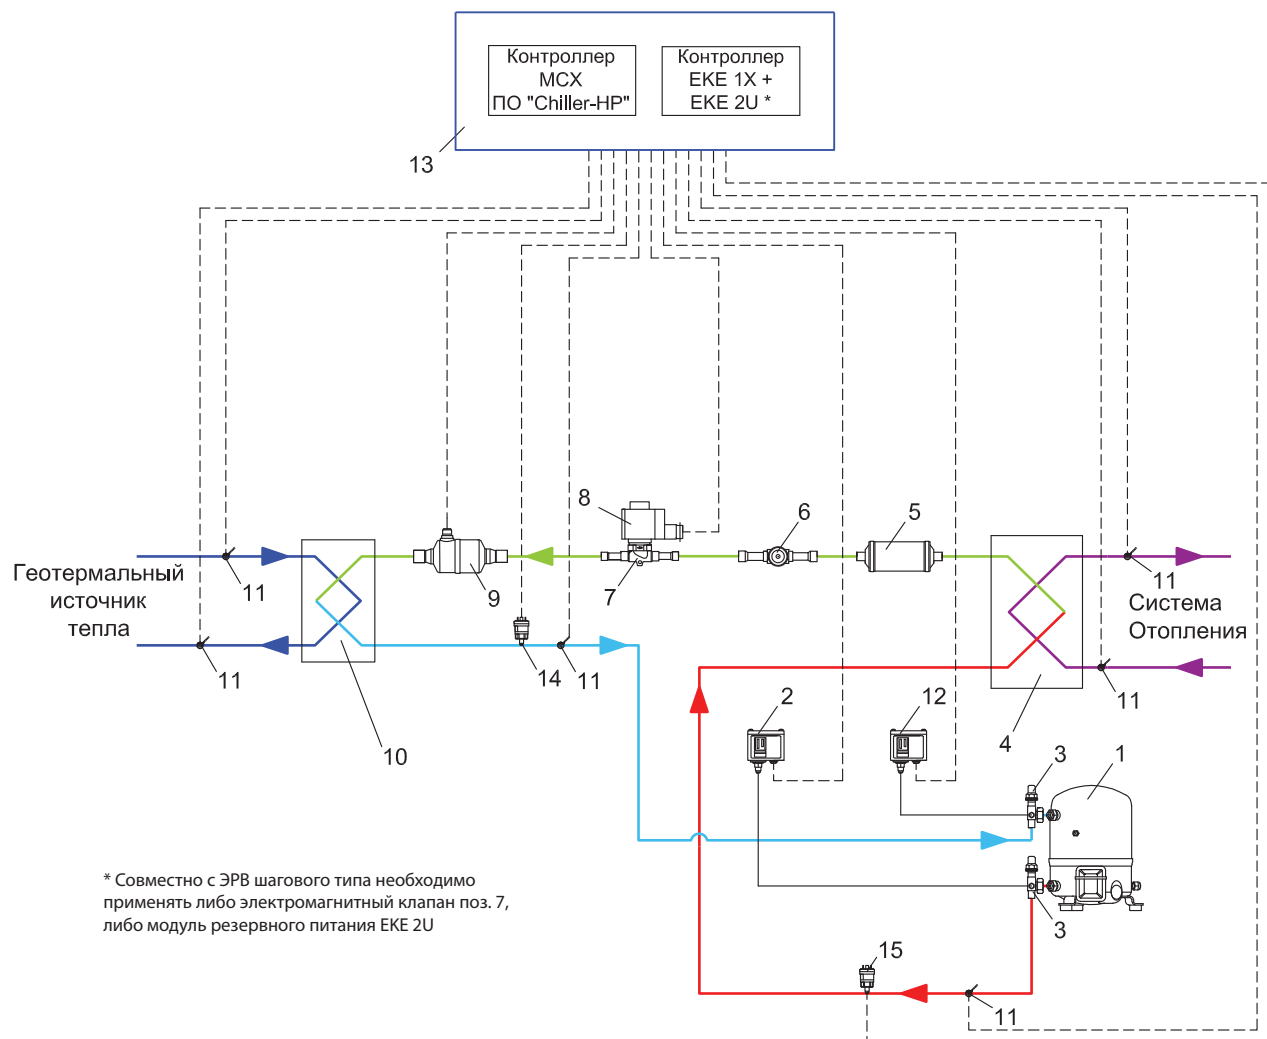 Контроллер
MCX
ПО "Chiller-HP"
Контроллер
EKE 1X +
EKE 2U *
13
8
6
5
11
9
7
11
Геотермальный
источник
тепла
Система
Отопления
11
14
11
11
10
2
12
4
3
1
* Совместно с ЭРВ шагового типа необходимо
применять либо электромагнитный клапан поз. 7,
либо модуль резервного питания EKE 2U
3
15
11